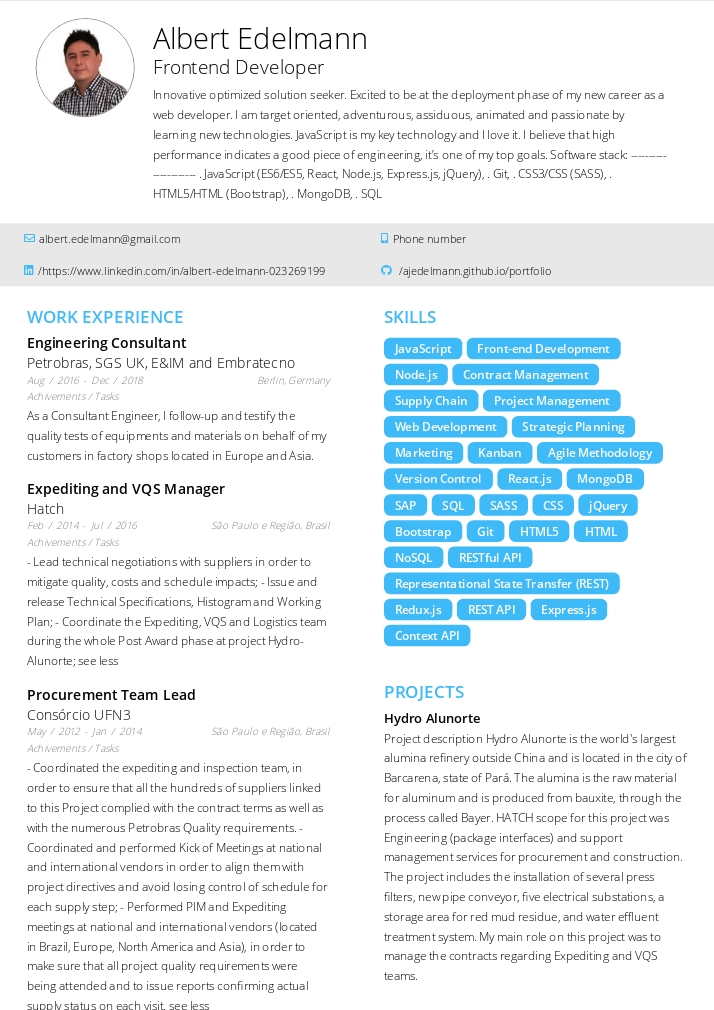 Albert Edelmann
Frontend Developer
Innovative optimized solution seeker. Excited to be at the deployment phase of my new career as a
web developer. I am target oriented, adventurous, assiduous, animated and passionate by
learning new technologies. JavaScript is my key technology and I love it. I believe that high
performance indicates a good piece of engineering, it's one of my top goals. Software stack: ----------
------------ . JavaScript (ES6/ES5, React, Node.js, Express.js, jQuery), . Git, . CSS3/CSS (SASS), .
HTML5/HTML (Bootstrap), . MongoDB, . SQL
albert.edelmann@gmail.com
Phone number
/https://www.linkedin.com/in/albert-edelmann-023269199
/ajedelmann.github.io/portfolio
WORK EXPERIENCE
Engineering Consultant
Petrobras, SGS UK, E&IM and Embratecno
Aug / 2016 - Dec / 2018 Berlin, Germany
Achivements / Tasks
As a Consultant Engineer, I follow-up and testify the
quality tests of equipments and materials on behalf of my
customers in factory shops located in Europe and Asia.
Expediting and VQS Manager
Hatch
Feb / 2014 - Jul / 2016 São Paulo e Região, Brasil
Achivements / Tasks
- Lead technical negotiations with suppliers in order to
mitigate quality, costs and schedule impacts; - Issue and
release Technical Specifications, Histogram and Working
Plan; - Coordinate the Expediting, VQS and Logistics team
during the whole Post Award phase at project Hydro-
Alunorte; see less
Procurement Team Lead
Consórcio UFN3
May / 2012 - Jan / 2014 São Paulo e Região, Brasil
Achivements / Tasks
- Coordinated the expediting and inspection team, in
order to ensure that all the hundreds of suppliers linked
to this Project complied with the contract terms as well as
with the numerous Petrobras Quality requirements. -
Coordinated and performed Kick of Meetings at national
and international vendors in order to align them with
project directives and avoid losing control of schedule for
each supply step; - Performed PIM and Expediting
meetings at national and international vendors (located
in Brazil, Europe, North America and Asia), in order to
make sure that all project quality requirements were
being attended and to issue reports confirming actual
supply status on each visit. see less
SKILLS
JavaScript Front-end Development
Node.js Contract Management
Supply Chain Project Management
Web Development Strategic Planning
Marketing Kanban Agile Methodology
Version Control React.js MongoDB
SAP SQL SASS CSS jQuery
Bootstrap Git HTML5 HTML
NoSQL RESTful API
Representational State Transfer (REST)
Redux.js REST API Express.js
Context API
PROJECTS
Hydro Alunorte
Project description Hydro Alunorte is the world's largest
alumina refinery outside China and is located in the city of
Barcarena, state of Pará. The alumina is the raw material
for aluminum and is produced from bauxite, through the
process called Bayer. HATCH scope for this project was
Engineering (package interfaces) and support
management services for procurement and construction.
The project includes the installation of several press
filters, new pipe conveyor, five electrical substations, a
storage area for red mud residue, and water effluent
treatment system. My main role on this project was to
manage the contracts regarding Expediting and VQS
teams.